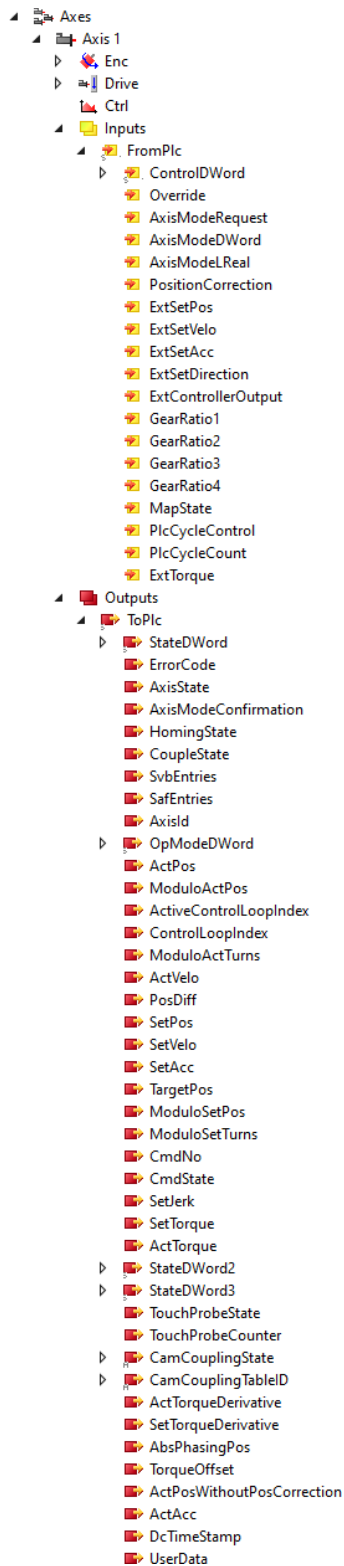 Axes
Axis 1
Enc
Drive
Ctrl
Inputs
FromPlc
ControlDWord
Override
AxisModeRequest
AxisModeDWord
AxisModeLReal
PositionCorrection
ExtSetPos
ExtSetVelo
ExtSetAcc
ExtSetDirection
ExtControllerOutput
GearRatio1
GearRatio2
GearRatio3
GearRatio4
MapState
PlcCycleControl
PlcCycleCount
ExtTorque
Outputs
ToPlc
StateDWord
ErrorCode
AxisState
AxisModeConfirmation
HomingState
CoupleState
SvbEntries
SafEntries
AxisId
OpModeDWord
ActPos
ModuloActPos
ActiveControlLoopIndex
ControlLoopIndex
ModuloActTurns
ActVelo
PosDiff
SetPos
SetVelo
SetAcc
TargetPos
ModuloSetPos
ModuloSetTurns
CmdNo
CmdState
SetJerk
SetTorque
ActTorque
StateDWord2
StateDWord3
TouchProbeState
TouchProbeCounter
CamCouplingState
CamCouplingTableID
ActTorqueDerivative
SetTorqueDerivative
AbsPhasingPos
TorqueOffset
ActPosWithoutPosCorrection
ActAcc
DcTimeStamp
UserData